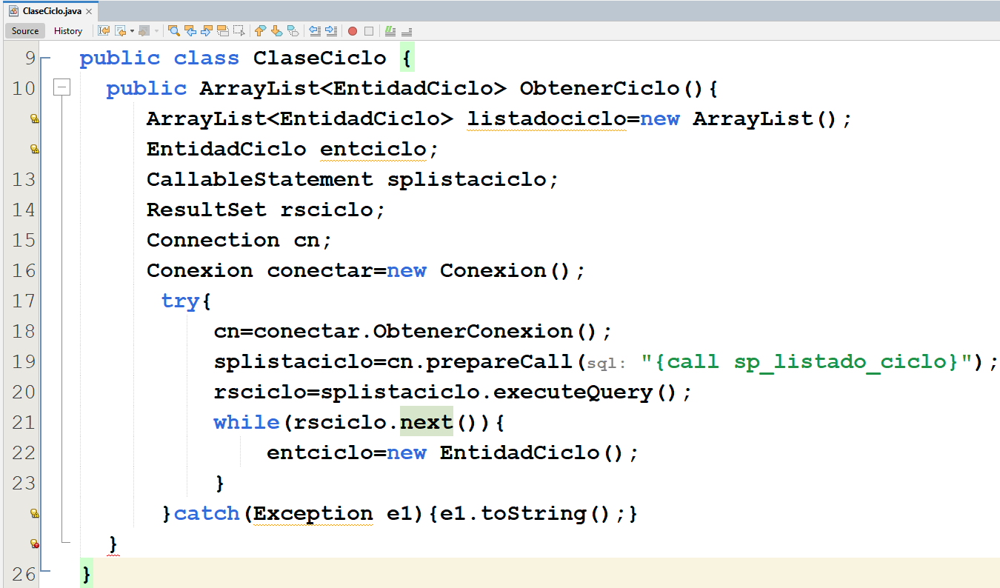 ClaseCiclo.java
Source History
9 public class ClaseCiclo {
10 public ArrayList<EntidadCiclo> ObtenerCiclo(){
ArrayList<EntidadCiclo> listadociclo=new ArrayList();
EntidadCiclo entciclo;
13 CallableStatement splistaciclo;
14 ResultSet rsciclo;
15 Connection cn;
16 Conexion conectar=new Conexion();
17 try{
18 cn=conectar.ObtenerConexion();
19 splistaciclo=cn.prepareCall(sql: "{call sp_listado_ciclo}");
20 rsciclo=splistaciclo.executeQuery();
21 while(rsciclo.next()){
22 entciclo=new EntidadCiclo();
23 }
}catch(Exception e1){e1.toString();}
}
26 }